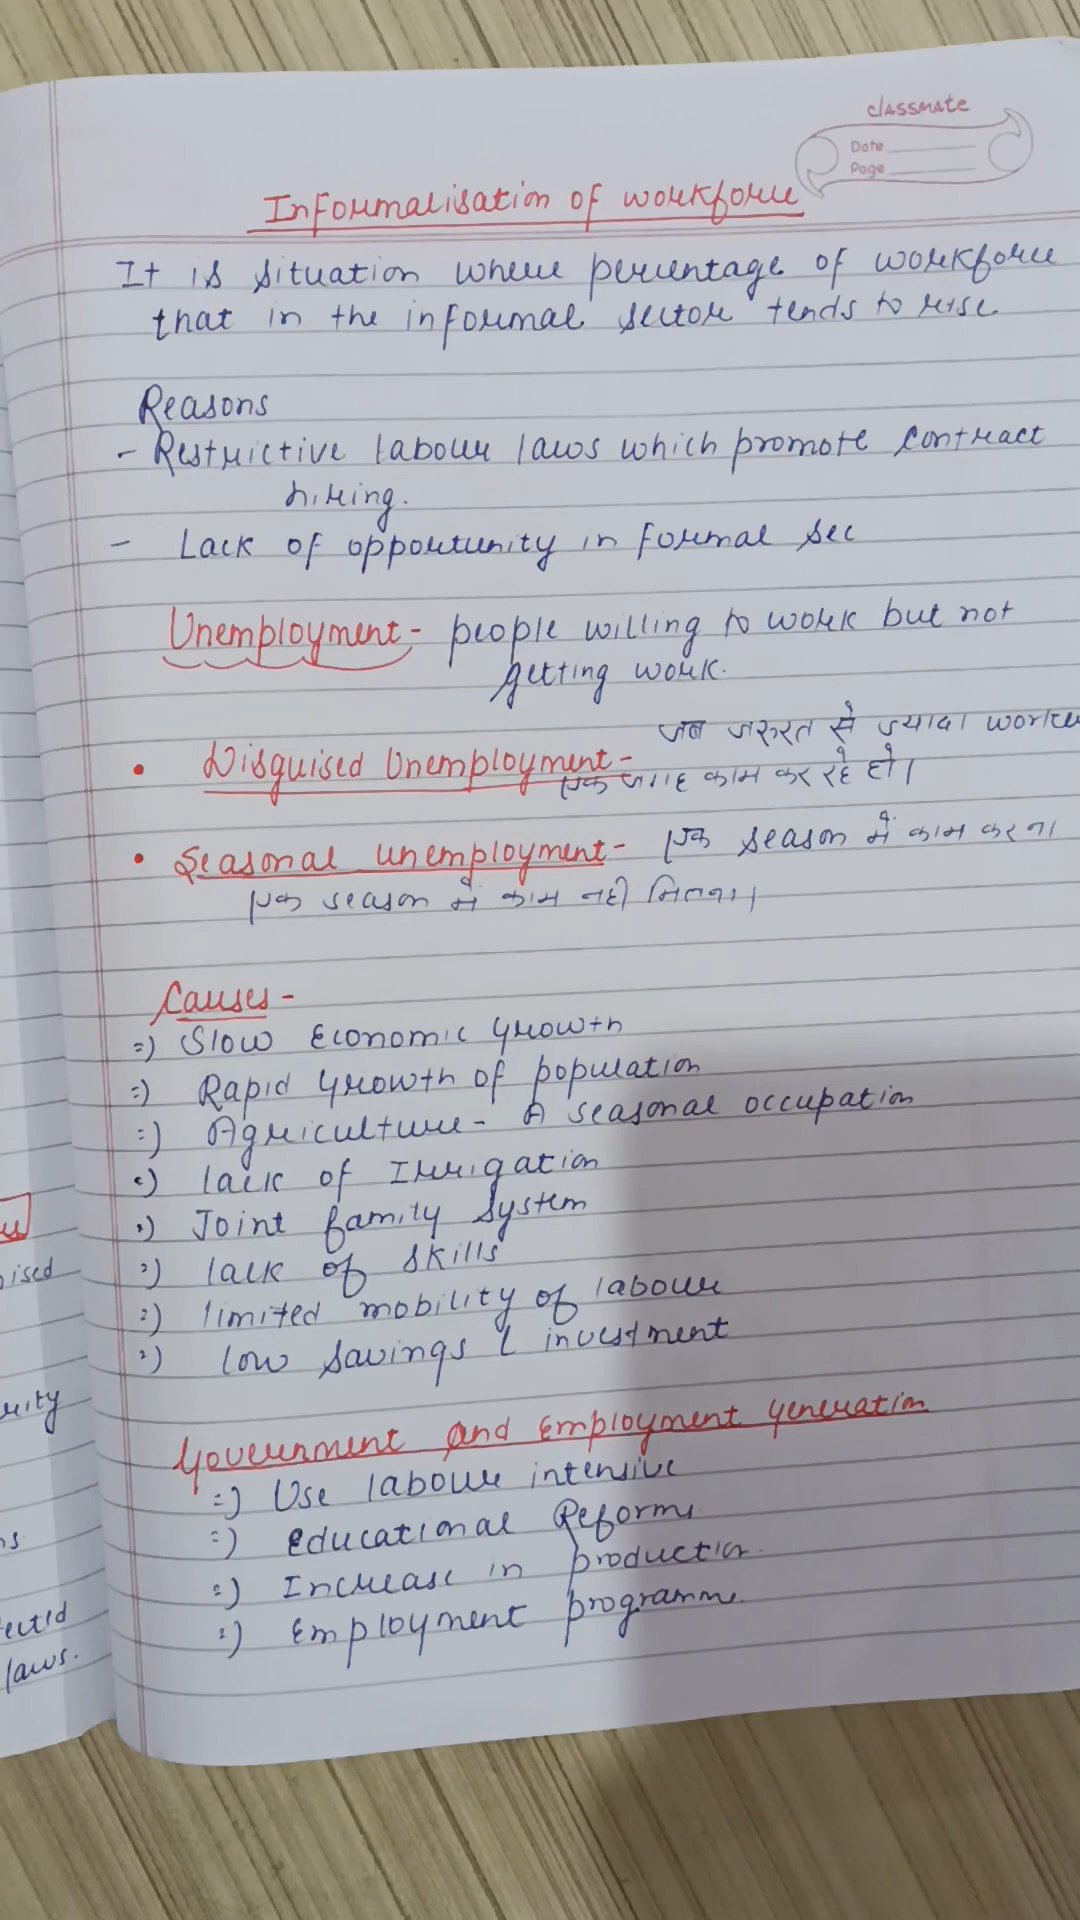 classmate
Date
Page
Informalisation of workforce
It is situation where percentage of workforce
that in the informal sector tends to rise
Reasons
- Restrictive labour laws which promote contract
hiring.
- Lack of opportunity in formal sec
Unemployment - people willing to work but not
getting work.
जब जरूरत से ज्यादा worker
• Disguised Unemployment -
एक जगह काम कर रहे हो।
• Seasonal unemployment - एक season में काम करना
एक season में काम नही मिलना।
Causes -
=) Slow Economic Growth
=) Rapid Growth of population
=) Agriculture - A seasonal occupation
=) lack of Irrigation
=) Joint family System
=) lack of skills
=) limited mobility of labour
=) low savings & investment
Government and Employment generation
=) Use labour intensive
=) educational Reforms
=) Increase in production
=) Employment programme
ised
urity
ns
ected
laws.